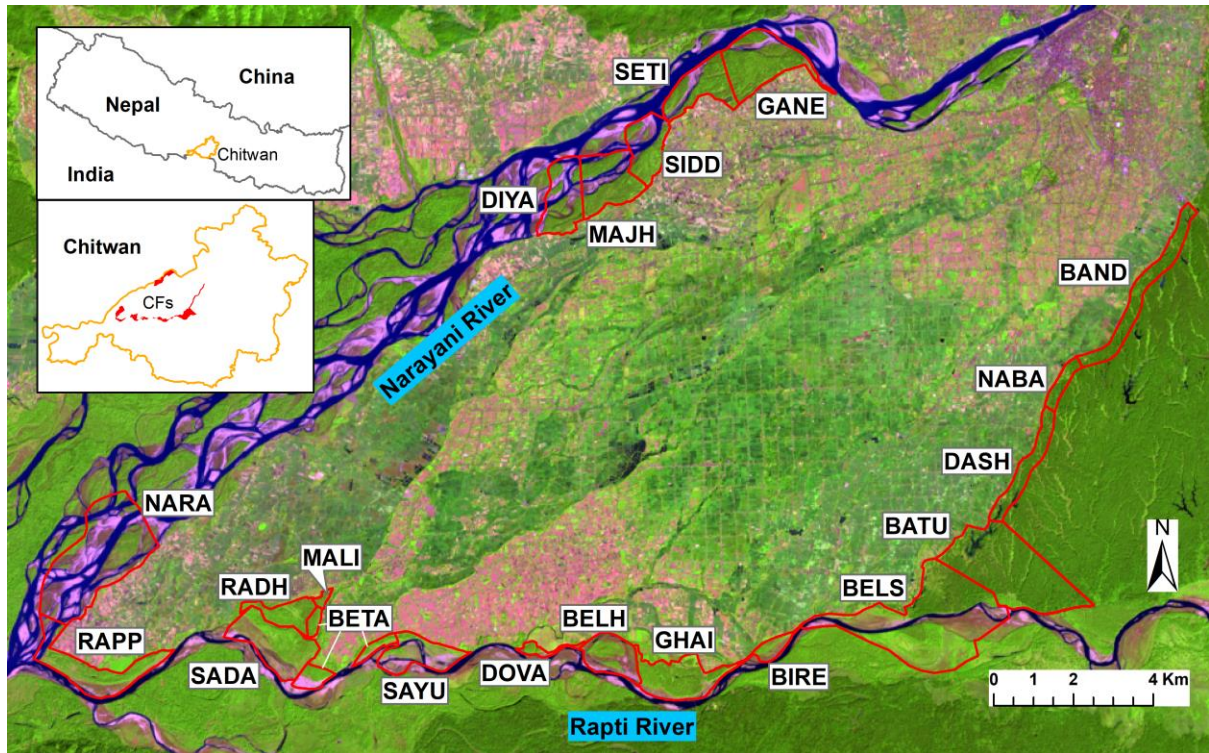 China
Nepal
Chitwan
India
Chitwan
CFs
SETI
GANE
SIDD
DIYA
MAJH
BAND
Narayani River
NABA
DASH
NARA
BATU
MALI
RADH
BELS
BETA
BELH
GHAI
RAPP
SADA
SAYU
DOVA
BIRE
N
0 1 2 4 Km
Rapti River